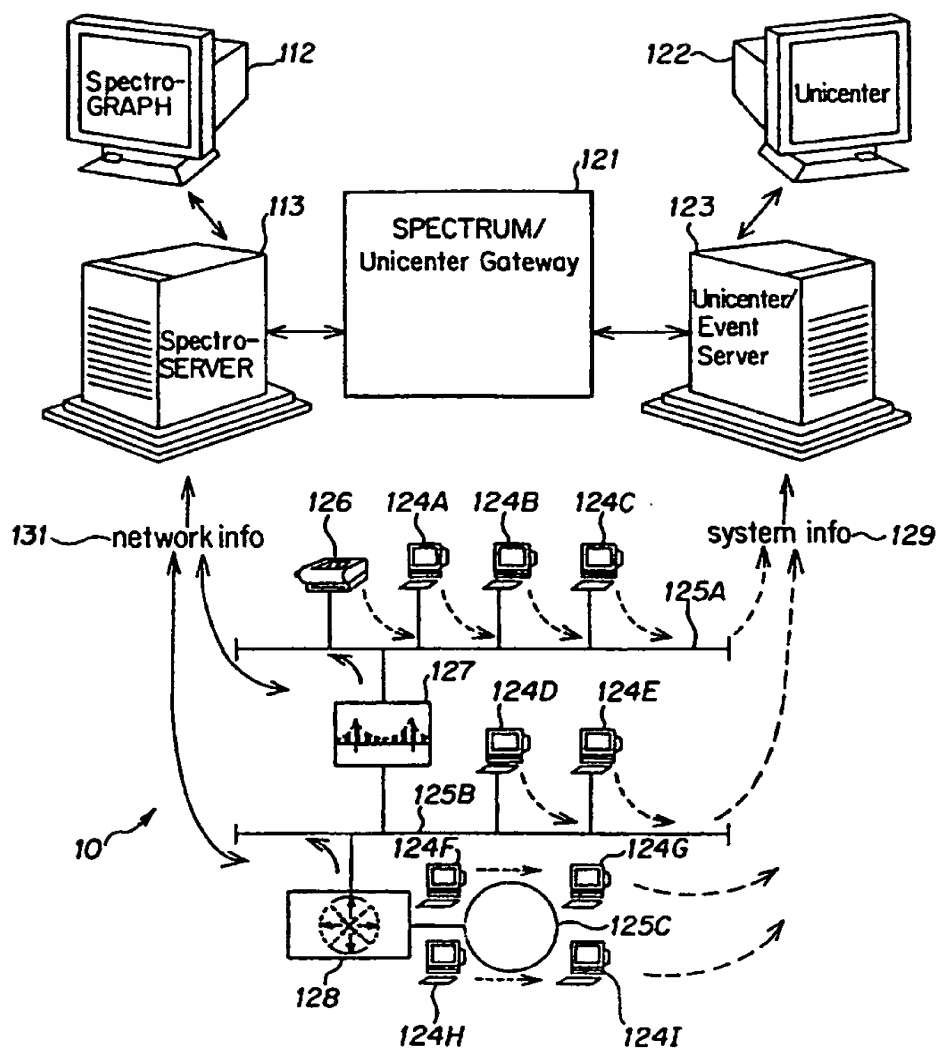 112
Spectro-
GRAPH
122
Unicenter
121
113
123
SPECTRUM/
Unicenter Gateway
Spectro-
SERVER
Unicenter/
Event
Server
126
124A
124B
124C
131
network info
system info
129
125A
127
124D
124E
125B
10
124F
124G
125C
128
124H
124I